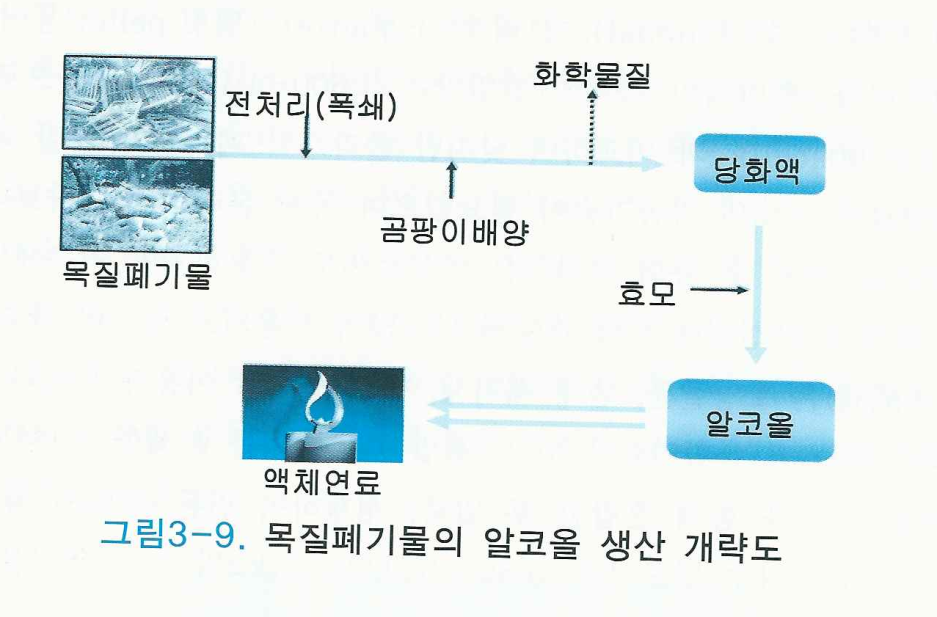 화학물질
전처리(폭쇄)
당화액
곰팡이배양
목질폐기물
효모
알코올
액체연료
그림3-9. 목질폐기물의 알코올 생산 개략도